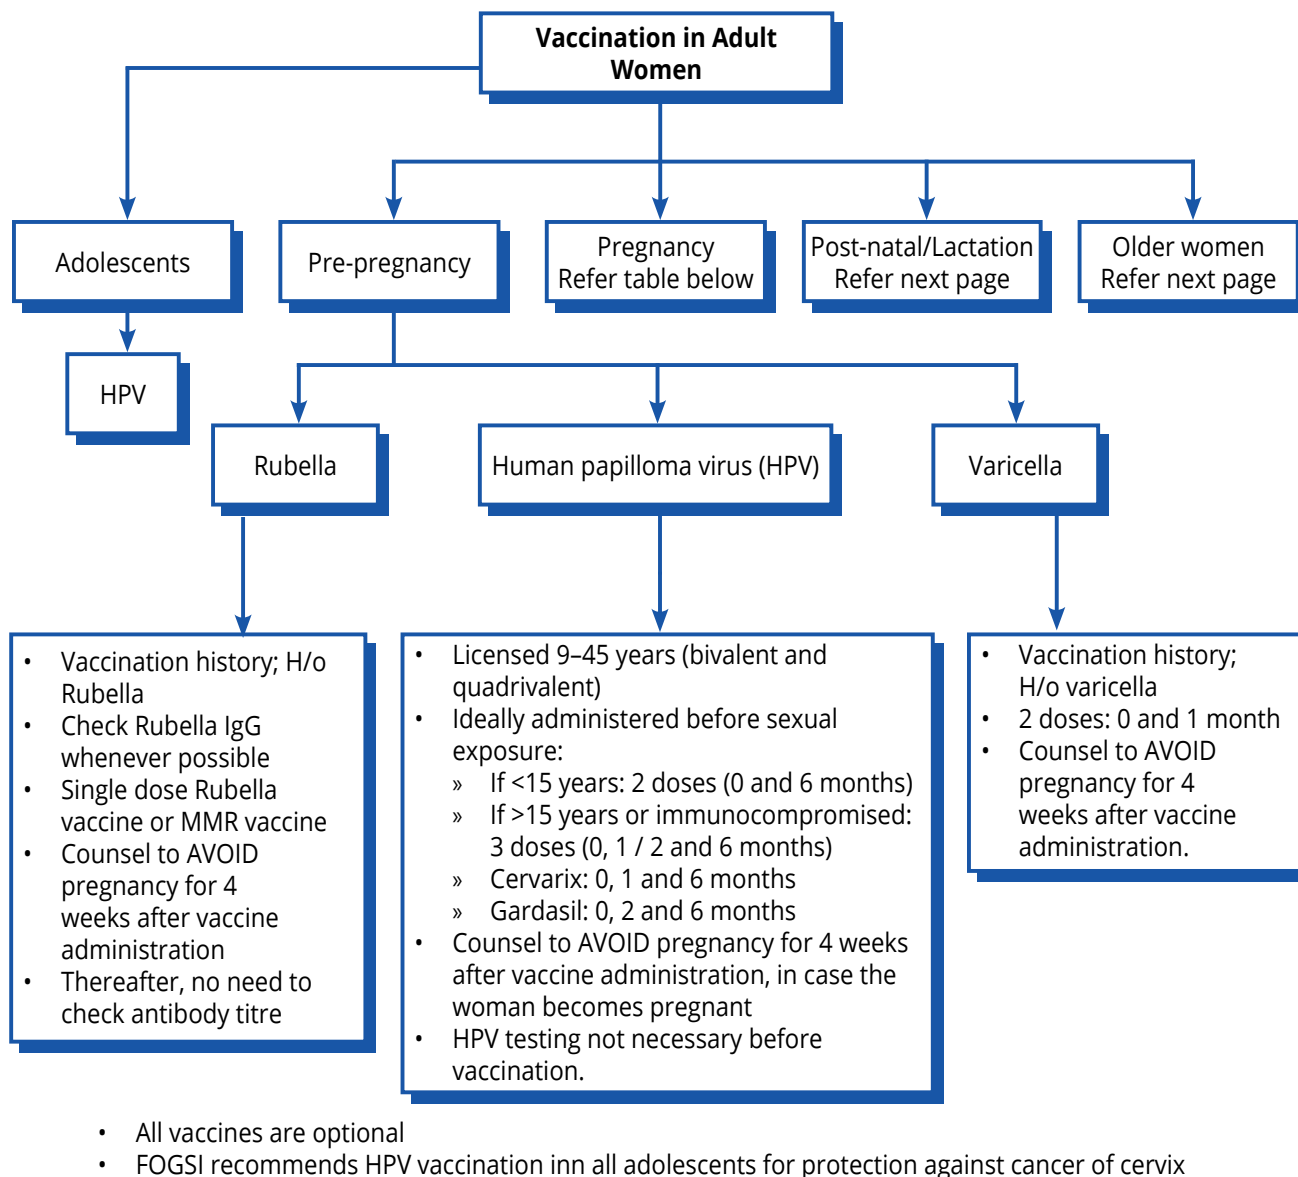 Vaccination in Adult
Women
Adolescents
Pre-pregnancy
Pregnancy
Refer table below
Post-natal/Lactation
Refer next page
Older women
Refer next page
HPV
Rubella
Human papilloma virus (HPV)
Varicella
• Vaccination history; H/o
Rubella
• Check Rubella IgG
whenever possible
• Single dose Rubella
vaccine or MMR vaccine
• Counsel to AVOID
pregnancy for 4
weeks after vaccine
administration
• Thereafter, no need to
check antibody titre
• Licensed 9–45 years (bivalent and
quadrivalent)
• Ideally administered before sexual
exposure:
» If <15 years: 2 doses (0 and 6 months)
» If >15 years or immunocompromised:
3 doses (0, 1 / 2 and 6 months)
» Cervarix: 0, 1 and 6 months
» Gardasil: 0, 2 and 6 months
• Counsel to AVOID pregnancy for 4 weeks
after vaccine administration, in case the
woman becomes pregnant
• HPV testing not necessary before
vaccination.
• Vaccination history;
H/o varicella
• 2 doses: 0 and 1 month
• Counsel to AVOID
pregnancy for 4
weeks after vaccine
administration.
• All vaccines are optional
• FOGSI recommends HPV vaccination inn all adolescents for protection against cancer of cervix